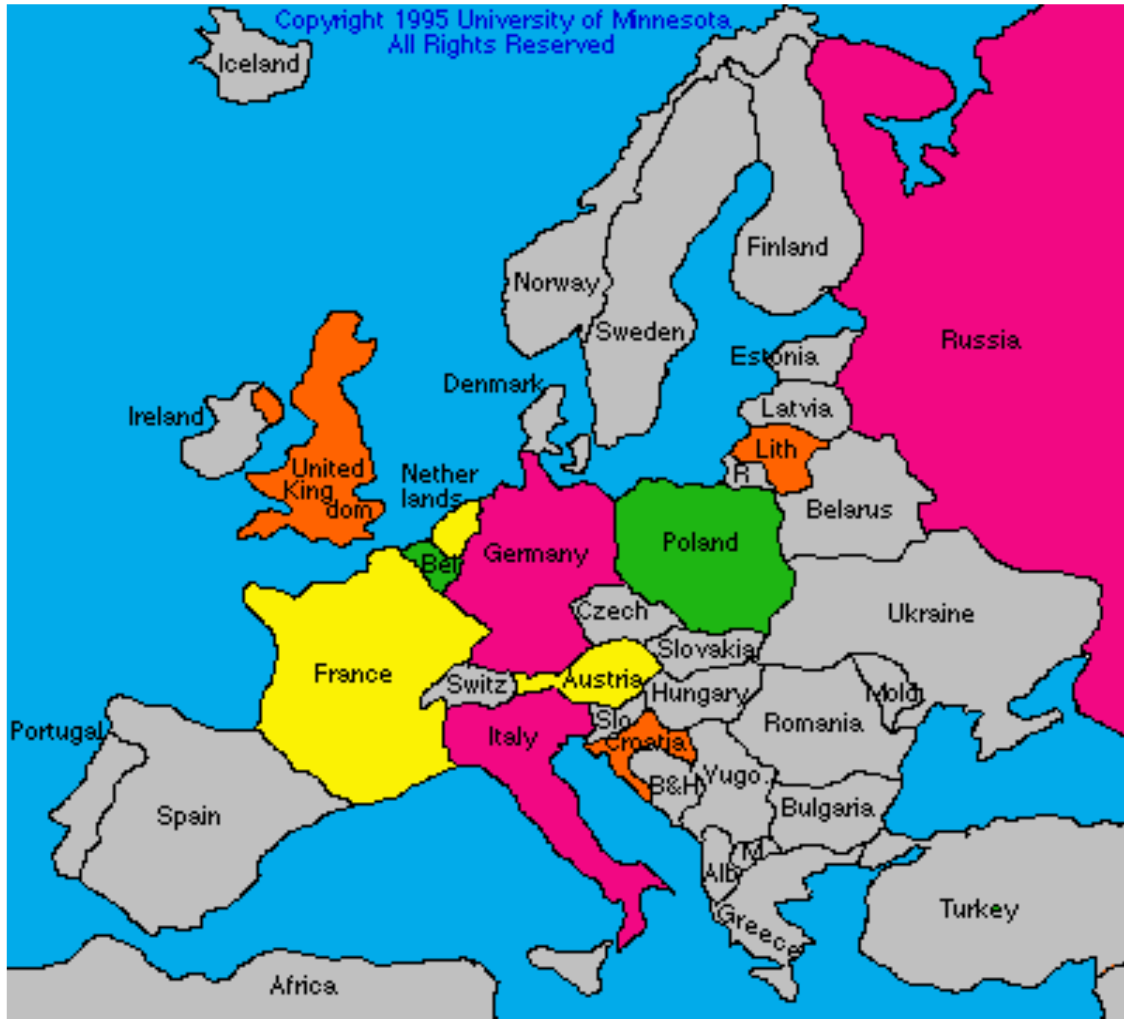 Copyright 1995 University of Minnesota
All Rights Reserved
Iceland
Finland
Norway
Sweden
Russia
Estonia
Denmark
Latvia
Ireland
Lith
United
King
dom
Nether
lands
R
Belarus
Poland
Germany
Bel
Czech
Ukraine
Slovakia
France
Switz
Austria
Hungary
Mold
Portugal
Italy
Slo
Romania
Croatia
B&H
Yugo.
Spain
Bulgaria
M
Alb
Turkey
Greece
Africa